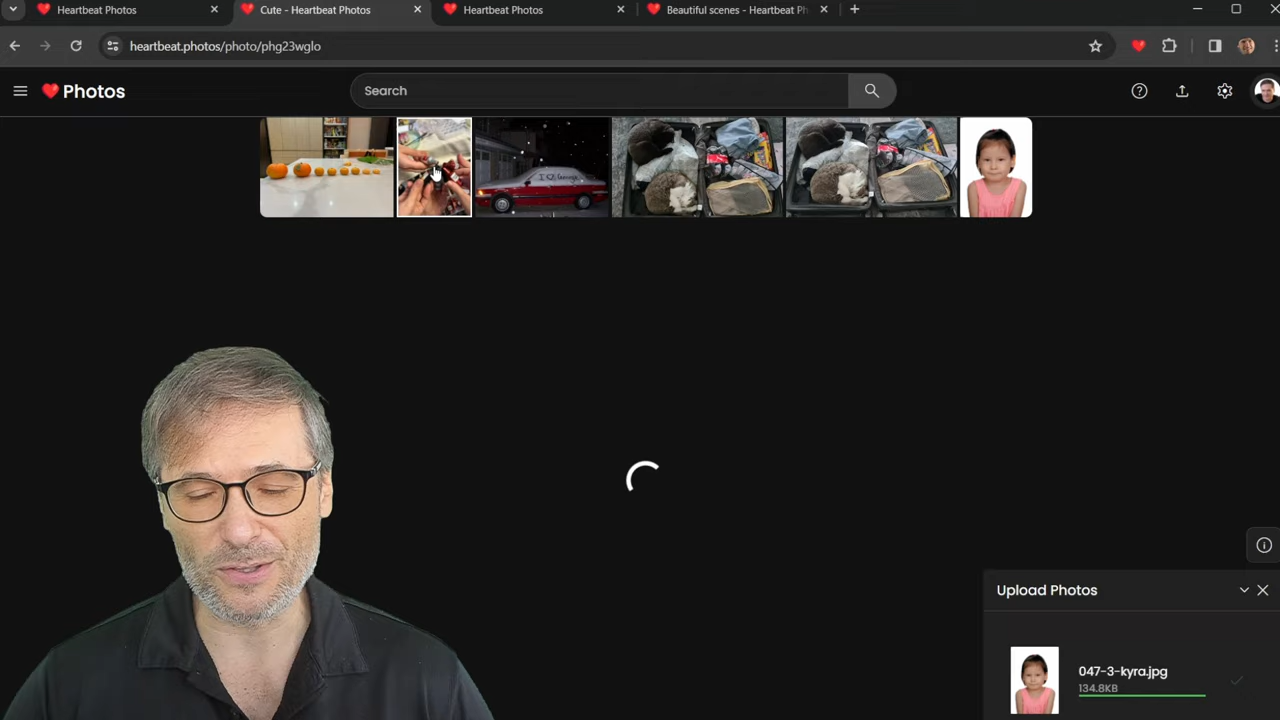 Heartbeat Photos
Cute - Heartbeat Photos
Heartbeat Photos
Beautiful scenes - Heartbeat Ph
heartbeat.photos/photo/phg23wglo
Photos
Search
Upload Photos
047-3-kyra.jpg
134.8KB